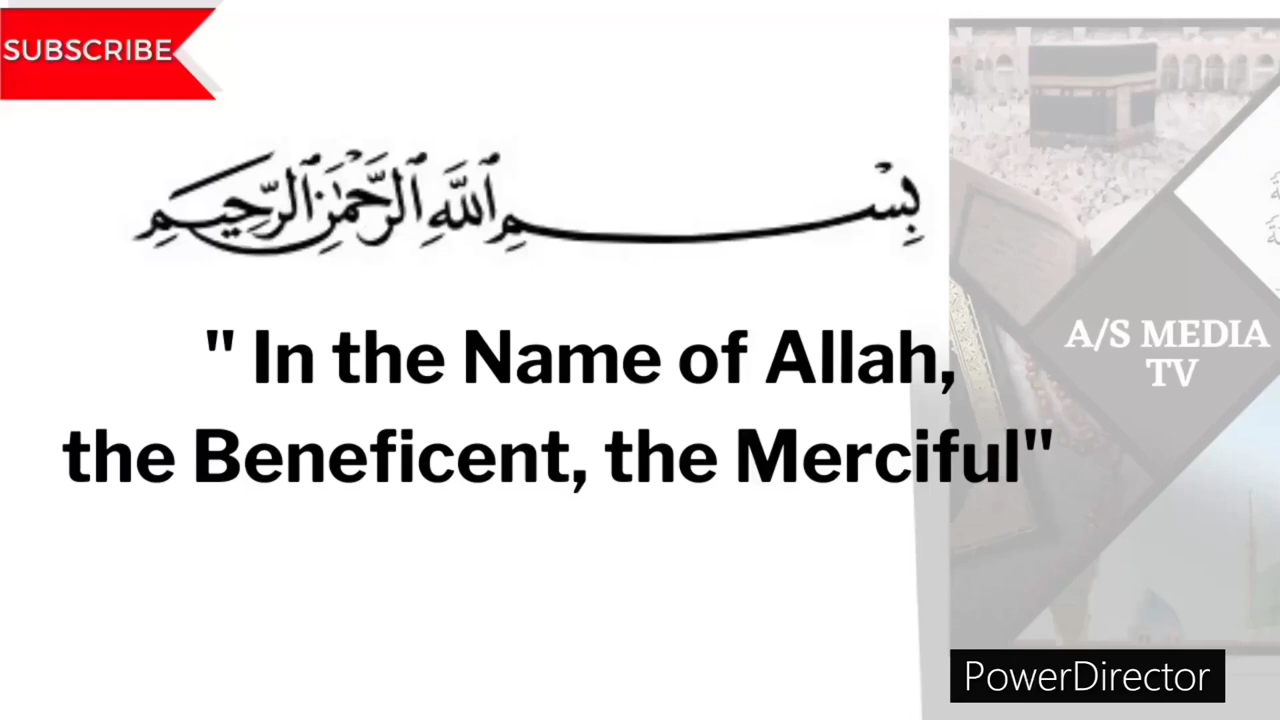 SUBSCRIBE
بِسْمِ ٱللَّهِ ٱلرَّحْمَٰنِ ٱلرَّحِيمِ
" In the Name of Allah,
the Beneficent, the Merciful"
A/S MEDIA
TV
PowerDirector